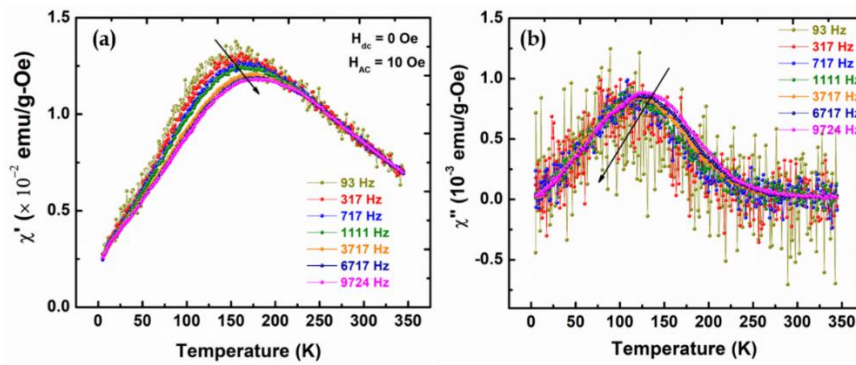 (a)
H_dc = 0 Oe
H_AC = 10 Oe
χ' (× 10⁻² emu/g-Oe)
1.5
1.0
0.5
0.0
93 Hz
317 Hz
717 Hz
1111 Hz
3717 Hz
6717 Hz
9724 Hz
0 50 100 150 200 250 300 350
Temperature (K)
(b)
χ" (10⁻³ emu/g-Oe)
1.5
1.0
0.5
0.0
-0.5
93 Hz
317 Hz
717 Hz
1111 Hz
3717 Hz
6717 Hz
9724 Hz
0 50 100 150 200 250 300 350
Temperature (K)